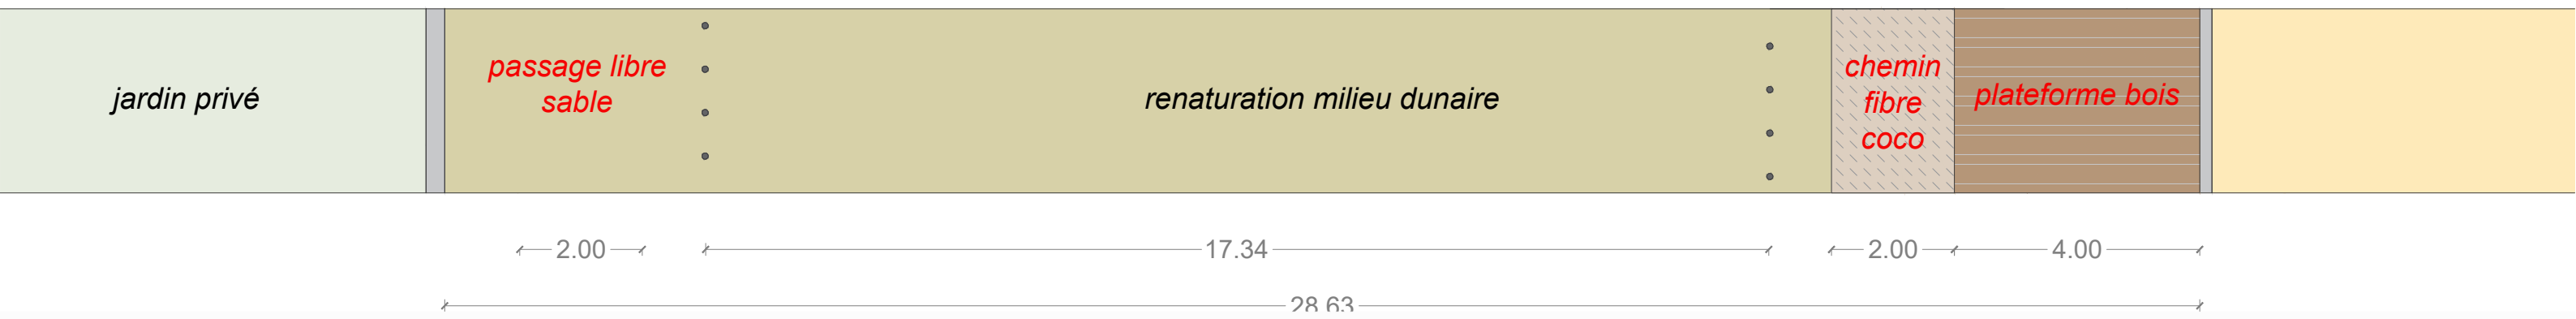 jardin privé
passage libre
sable
renaturation milieu dunaire
chemin
fibre
coco
plateforme bois
2.00
17.34
2.00
4.00
28.63